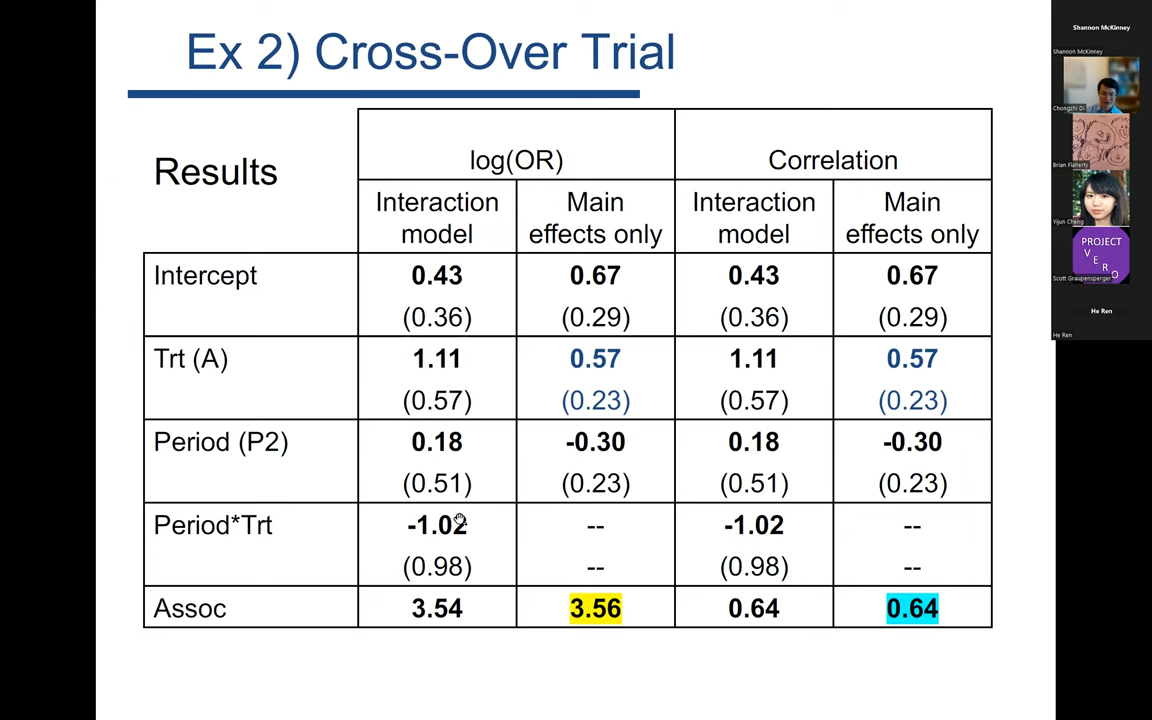 Ex 2) Cross-Over Trial
Results
log(OR)
Correlation
Interaction model
Main effects only
Interaction model
Main effects only
Intercept 0.43 0.67 0.43 0.67
(0.36) (0.29) (0.36) (0.29)
Trt (A) 1.11 0.57 1.11 0.57
(0.57) (0.23) (0.57) (0.23)
Period (P2) 0.18 -0.30 0.18 -0.30
(0.51) (0.23) (0.51) (0.23)
Period*Trt -1.02 -- -1.02 --
(0.98) -- (0.98) --
Assoc 3.54 3.56 0.64 0.64
Shannon McKinney
Shannon McKinney
Chongzhi Di
Brian Flaherty
Yijun Cheng
PROJECT
V
E
R
O
Scott Graupensperger
He Ren
He Ren